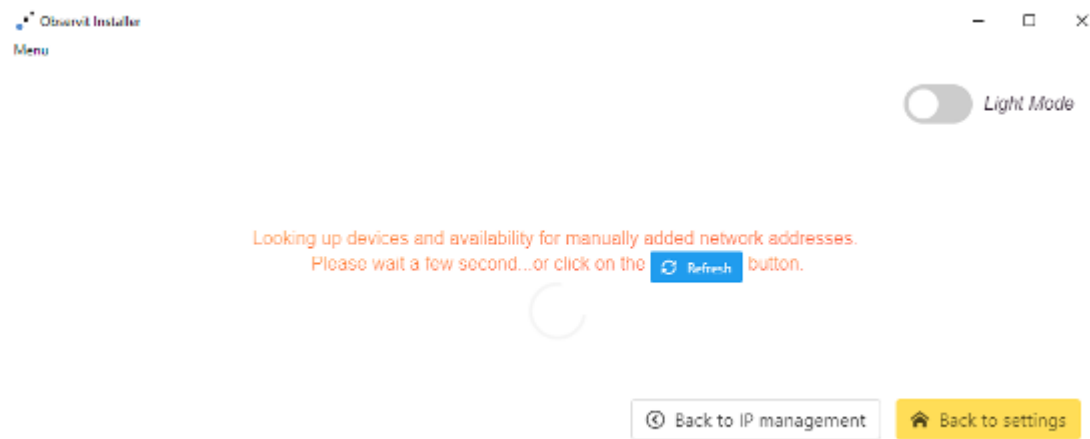 Observit Installer
Menu
Light Mode
Looking up devices and availability for manually added network addresses.
Please wait a few second...or click on the Refresh button.
Back to IP management
Back to settings